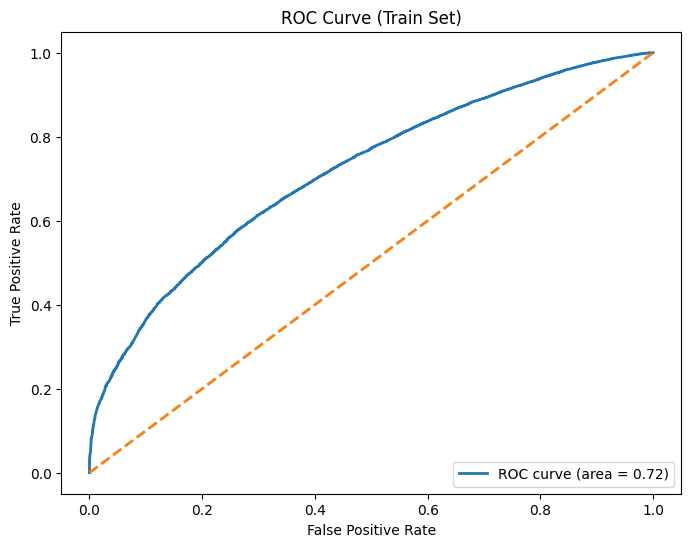 ROC Curve (Train Set)
True Positive Rate
1.0
0.8
0.6
0.4
0.2
0.0
ROC curve (area = 0.72)
0.0 0.2 0.4 0.6 0.8 1.0
False Positive Rate